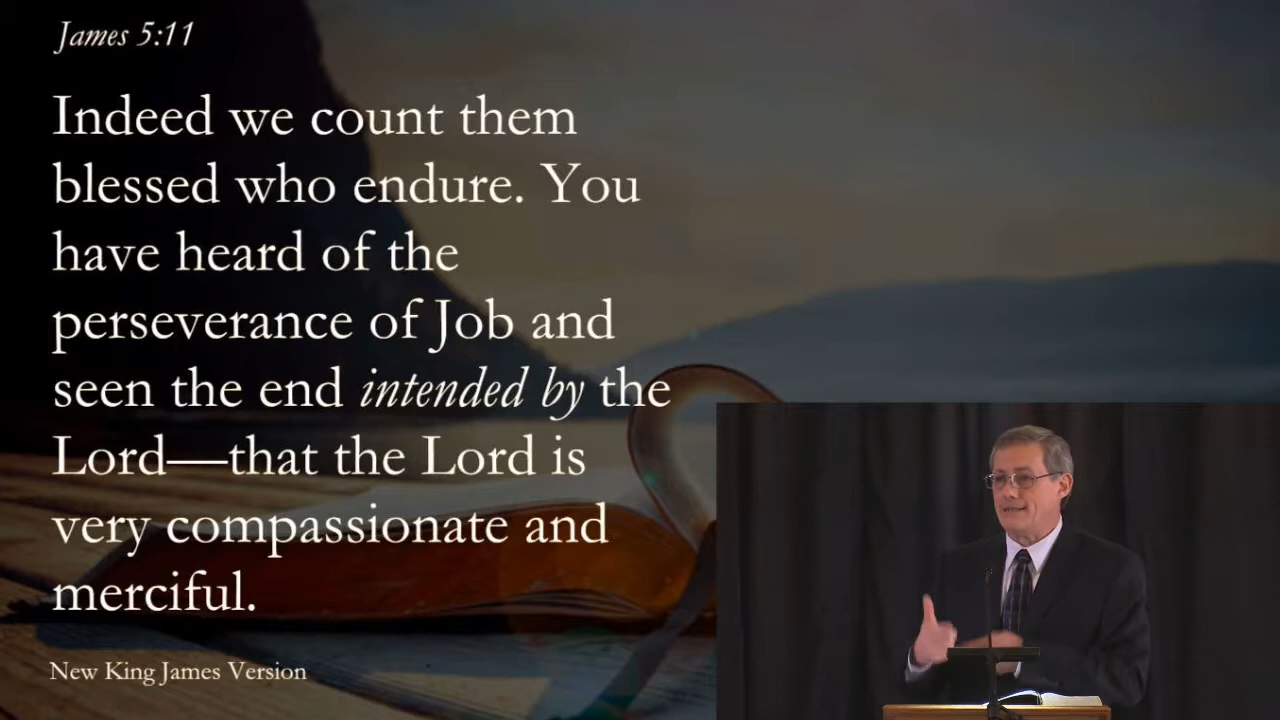 James 5:11
Indeed we count them
blessed who endure. You
have heard of the
perseverance of Job and
seen the end intended by the
Lord—that the Lord is
very compassionate and
merciful.
New King James Version